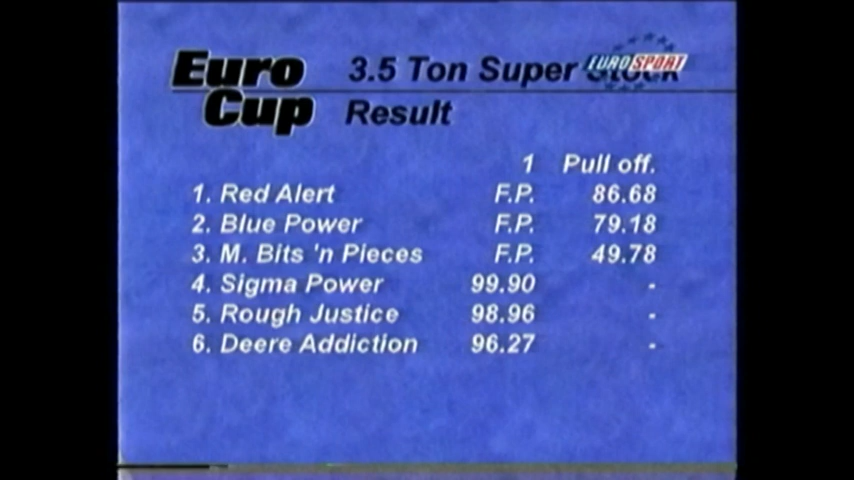 Euro Cup
3.5 Ton Super Stock
EUROSPORT
Result
1 Pull off.
1. Red Alert F.P. 86.68
2. Blue Power F.P. 79.18
3. M. Bits 'n Pieces F.P. 49.78
4. Sigma Power 99.90 -
5. Rough Justice 98.96 -
6. Deere Addiction 96.27 -